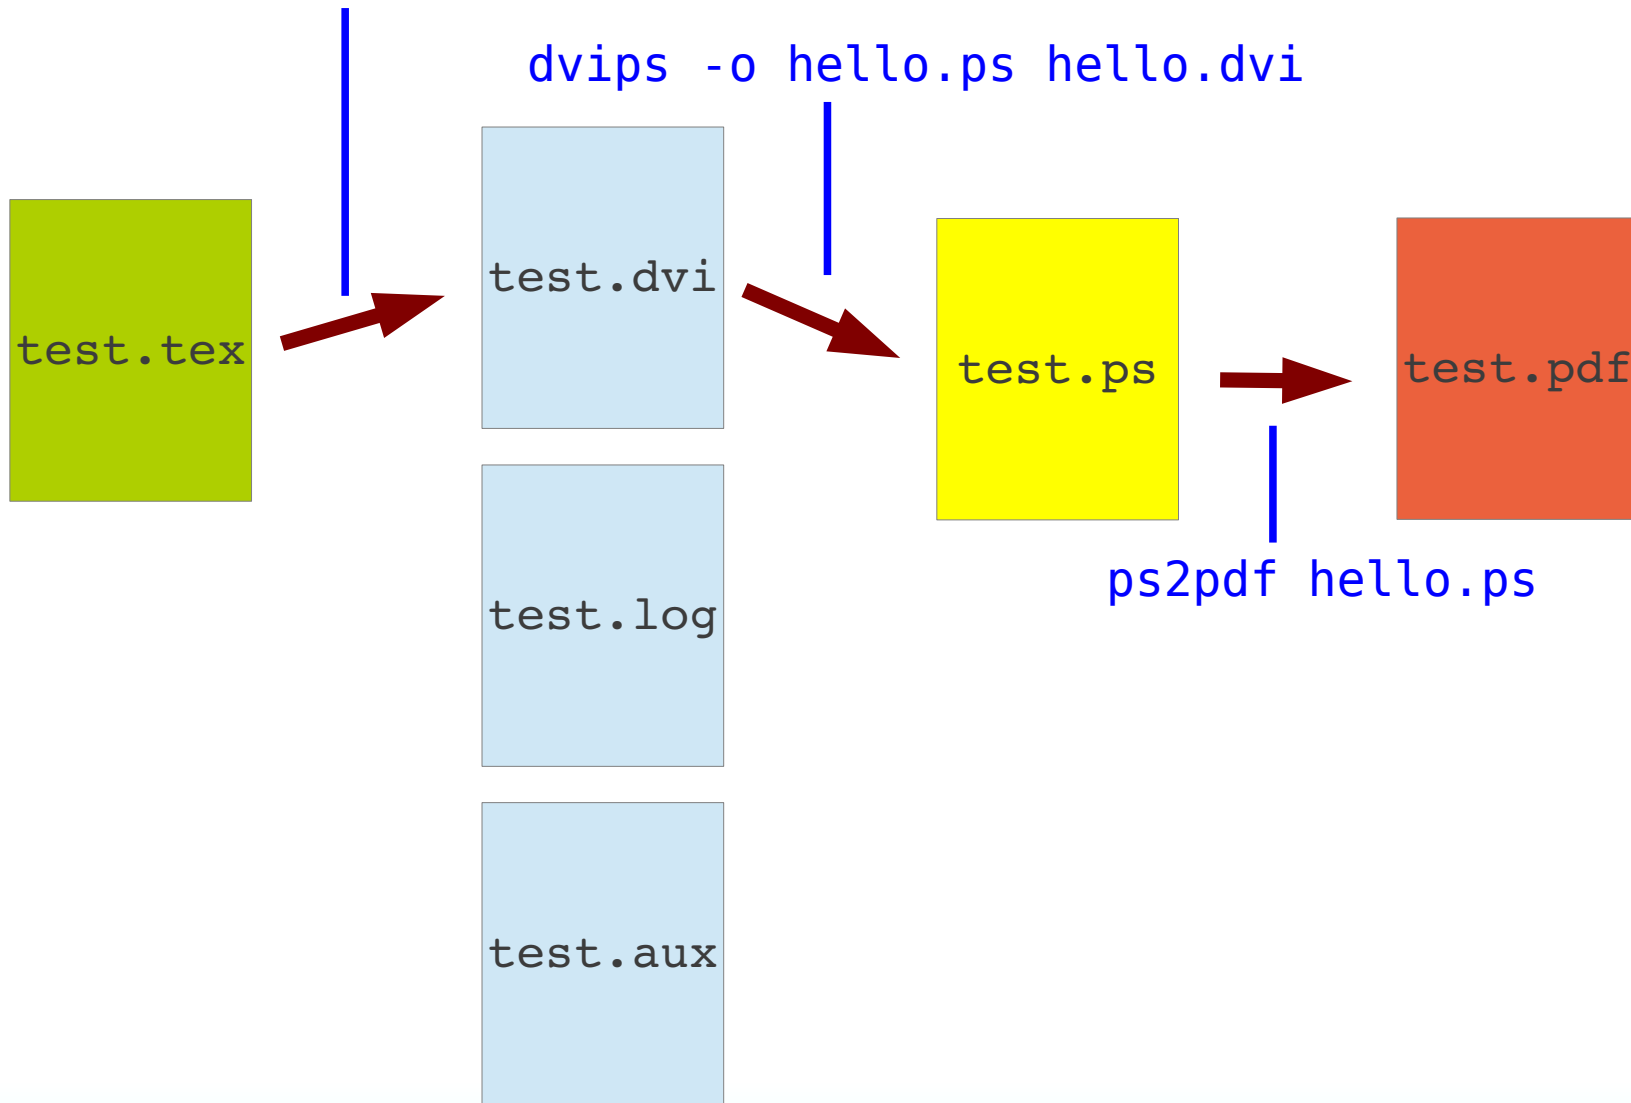 dvips -o hello.ps hello.dvi
test.tex
test.dvi
test.ps
test.pdf
ps2pdf hello.ps
test.log
test.aux